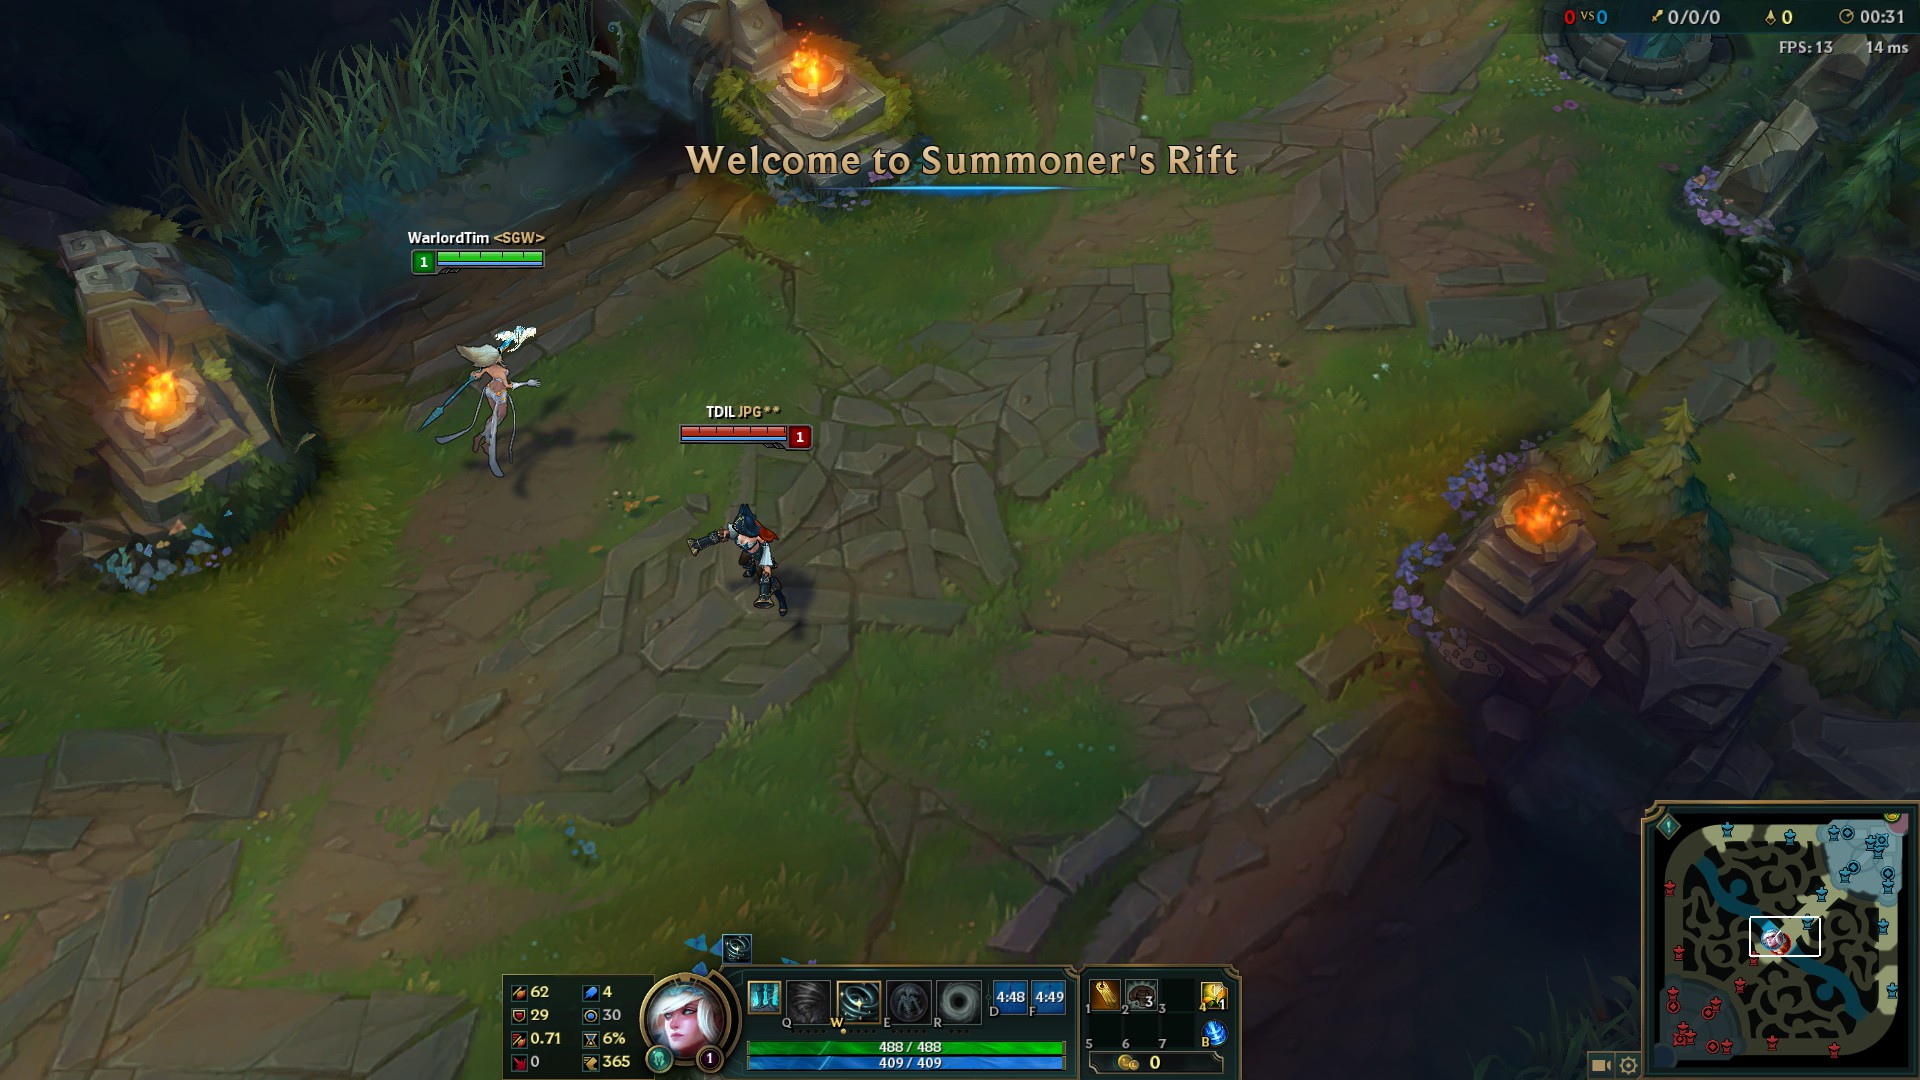 0 VS 0 0/0/0 0 00:31
FPS: 13 14 ms
Welcome to Summoner's Rift
WarlordTim <SGW>
1
TDIL JPG**
1
62 4
29 30
0.71 6%
0 365
1
Q W E R
4:48 4:49
D F
488 / 488
409 / 409
1 2 3 3 4 1
5 6 7 B
0